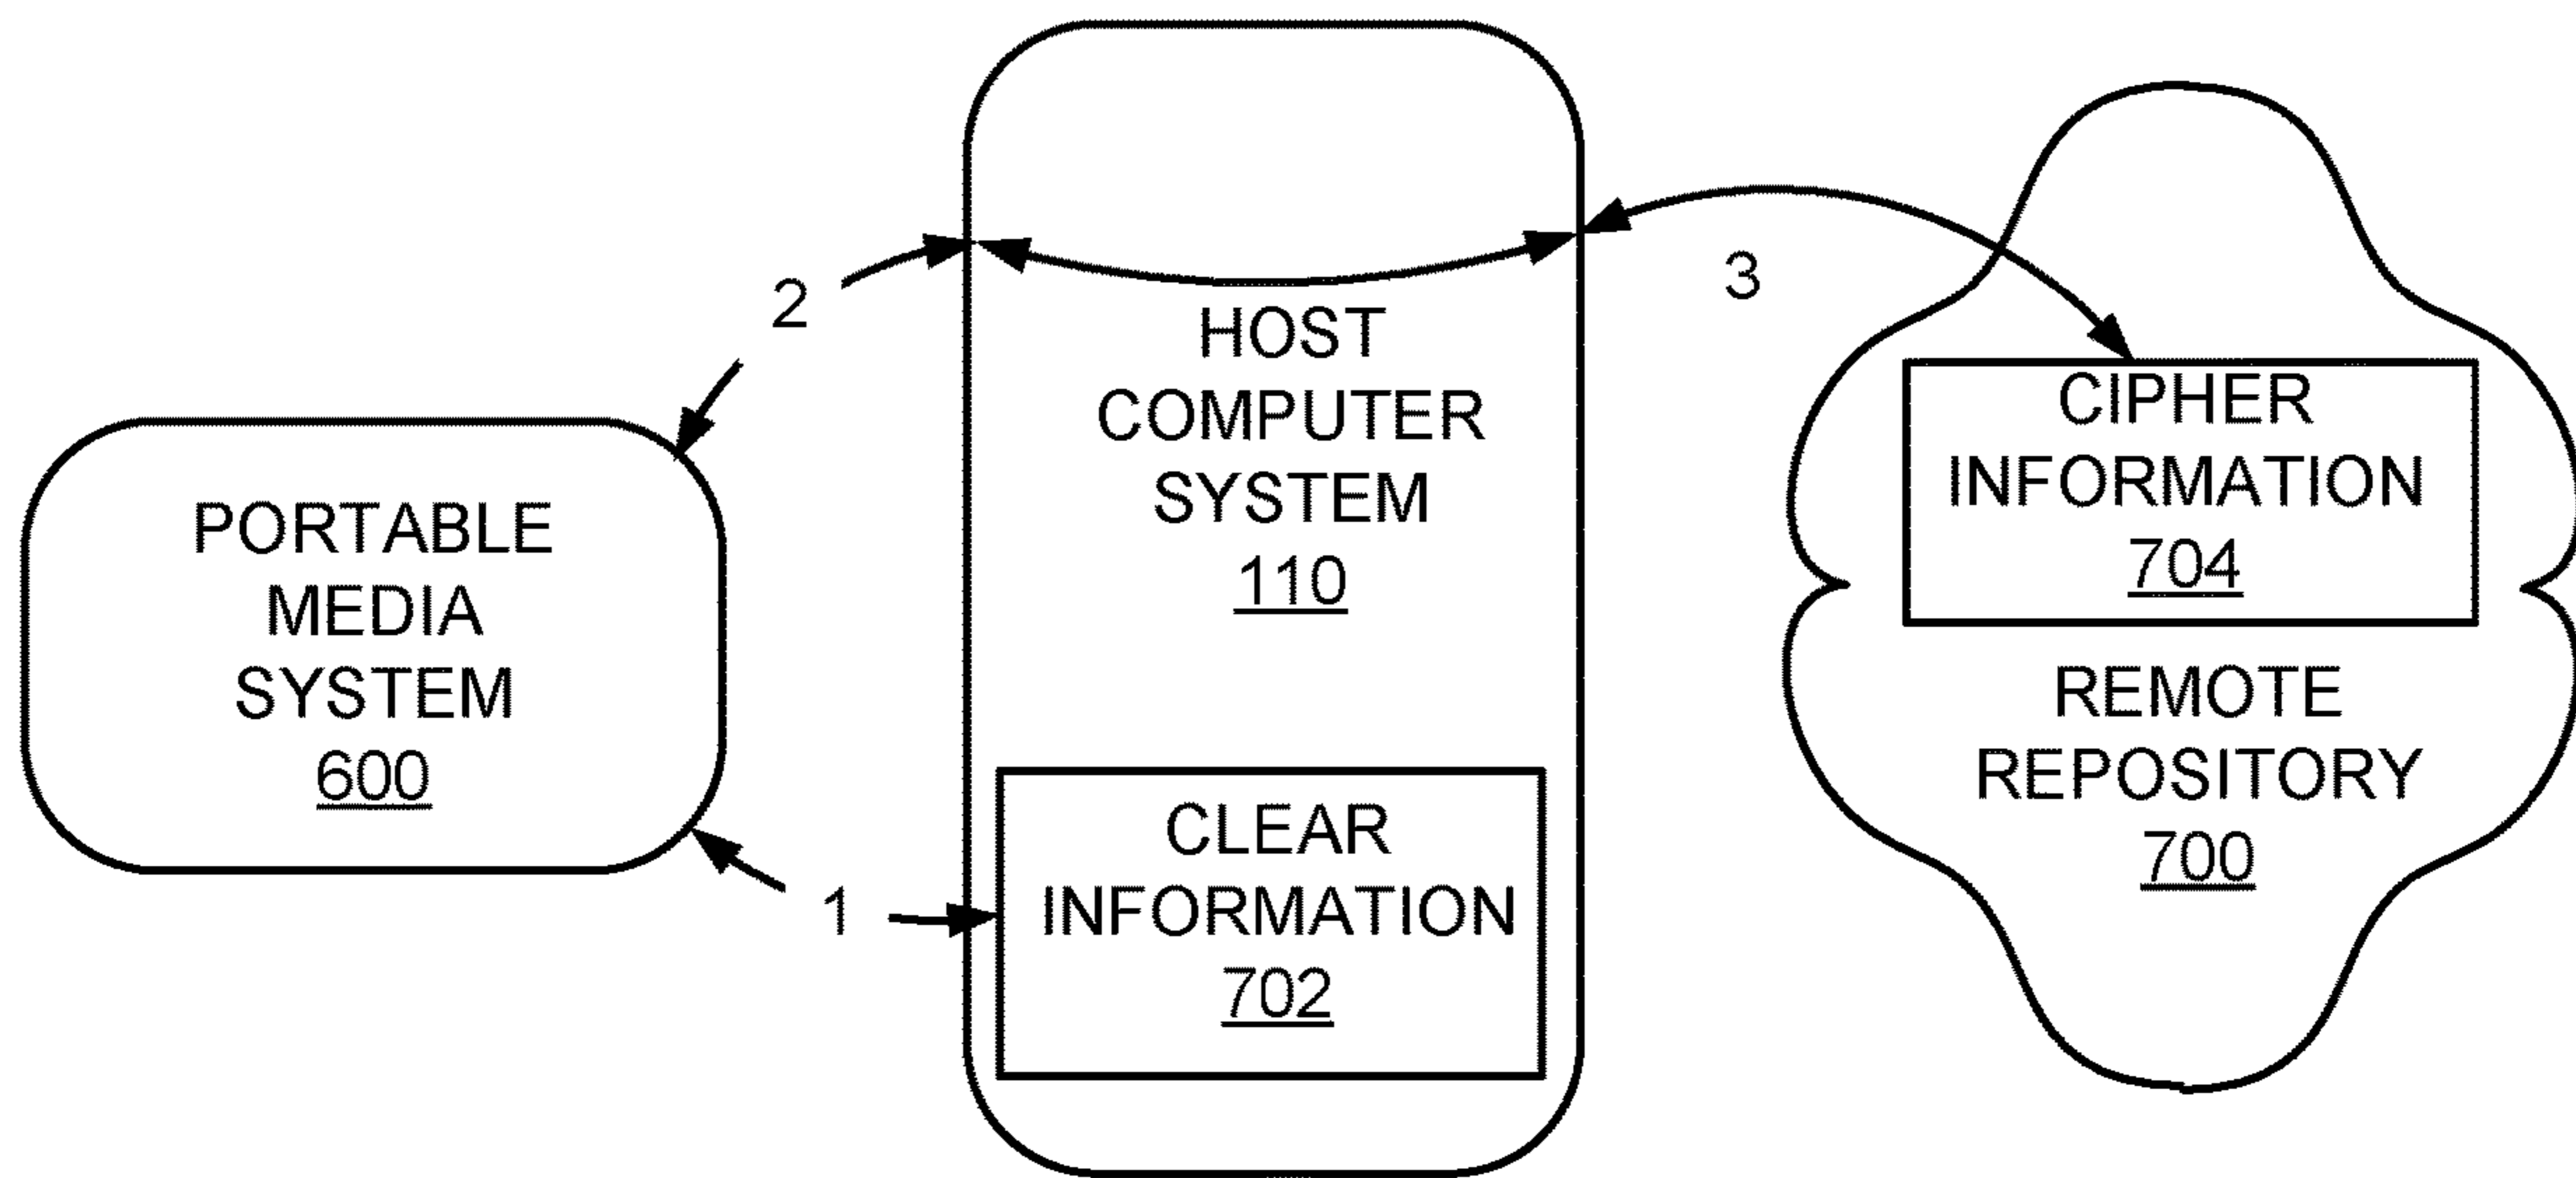 PORTABLE
MEDIA
SYSTEM
600
2
1
HOST
COMPUTER
SYSTEM
110
CLEAR
INFORMATION
702
3
CIPHER
INFORMATION
704
REMOTE
REPOSITORY
700